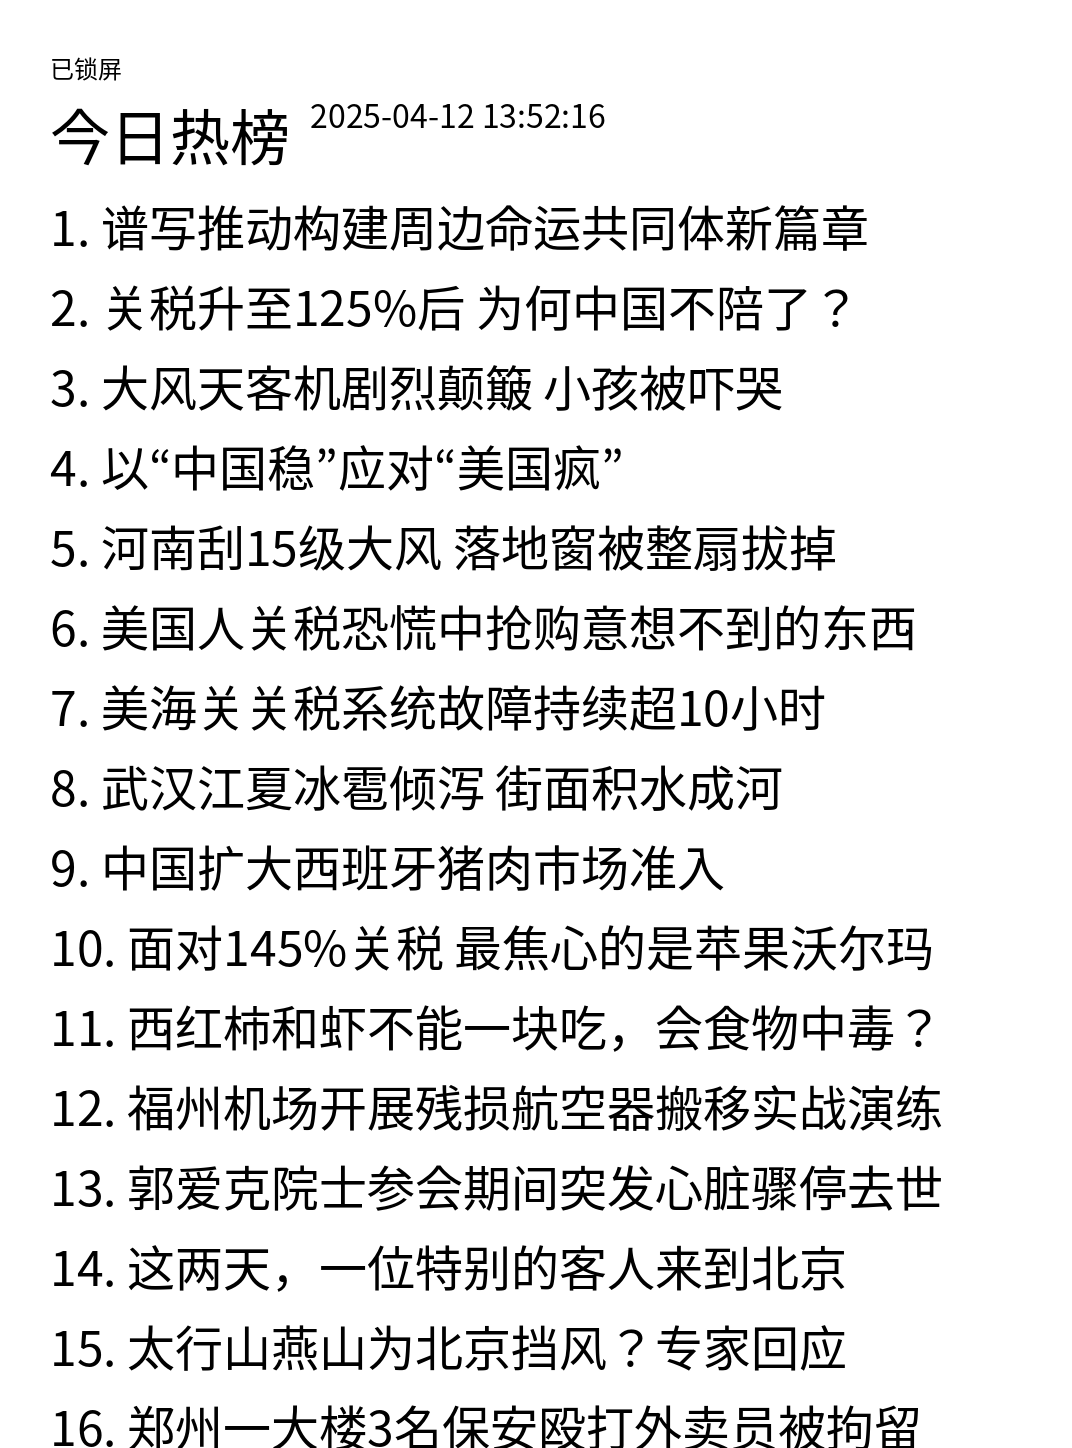 已锁屏
今日热榜 2025-04-12 13:52:16
1. 谱写推动构建周边命运共同体新篇章
2. 关税升至125%后 为何中国不陪了？
3. 大风天客机剧烈颠簸 小孩被吓哭
4. 以“中国稳”应对“美国疯”
5. 河南刮15级大风 落地窗被整扇拔掉
6. 美国人关税恐慌中抢购意想不到的东西
7. 美海关关税系统故障持续超10小时
8. 武汉江夏冰雹倾泻 街面积水成河
9. 中国扩大西班牙猪肉市场准入
10. 面对145%关税 最焦心的是苹果沃尔玛
11. 西红柿和虾不能一块吃，会食物中毒？
12. 福州机场开展残损航空器搬移实战演练
13. 郭爱克院士参会期间突发心脏骤停去世
14. 这两天，一位特别的客人来到北京
15. 太行山燕山为北京挡风？专家回应
16. 郑州一大楼3名保安殴打外卖员被拘留